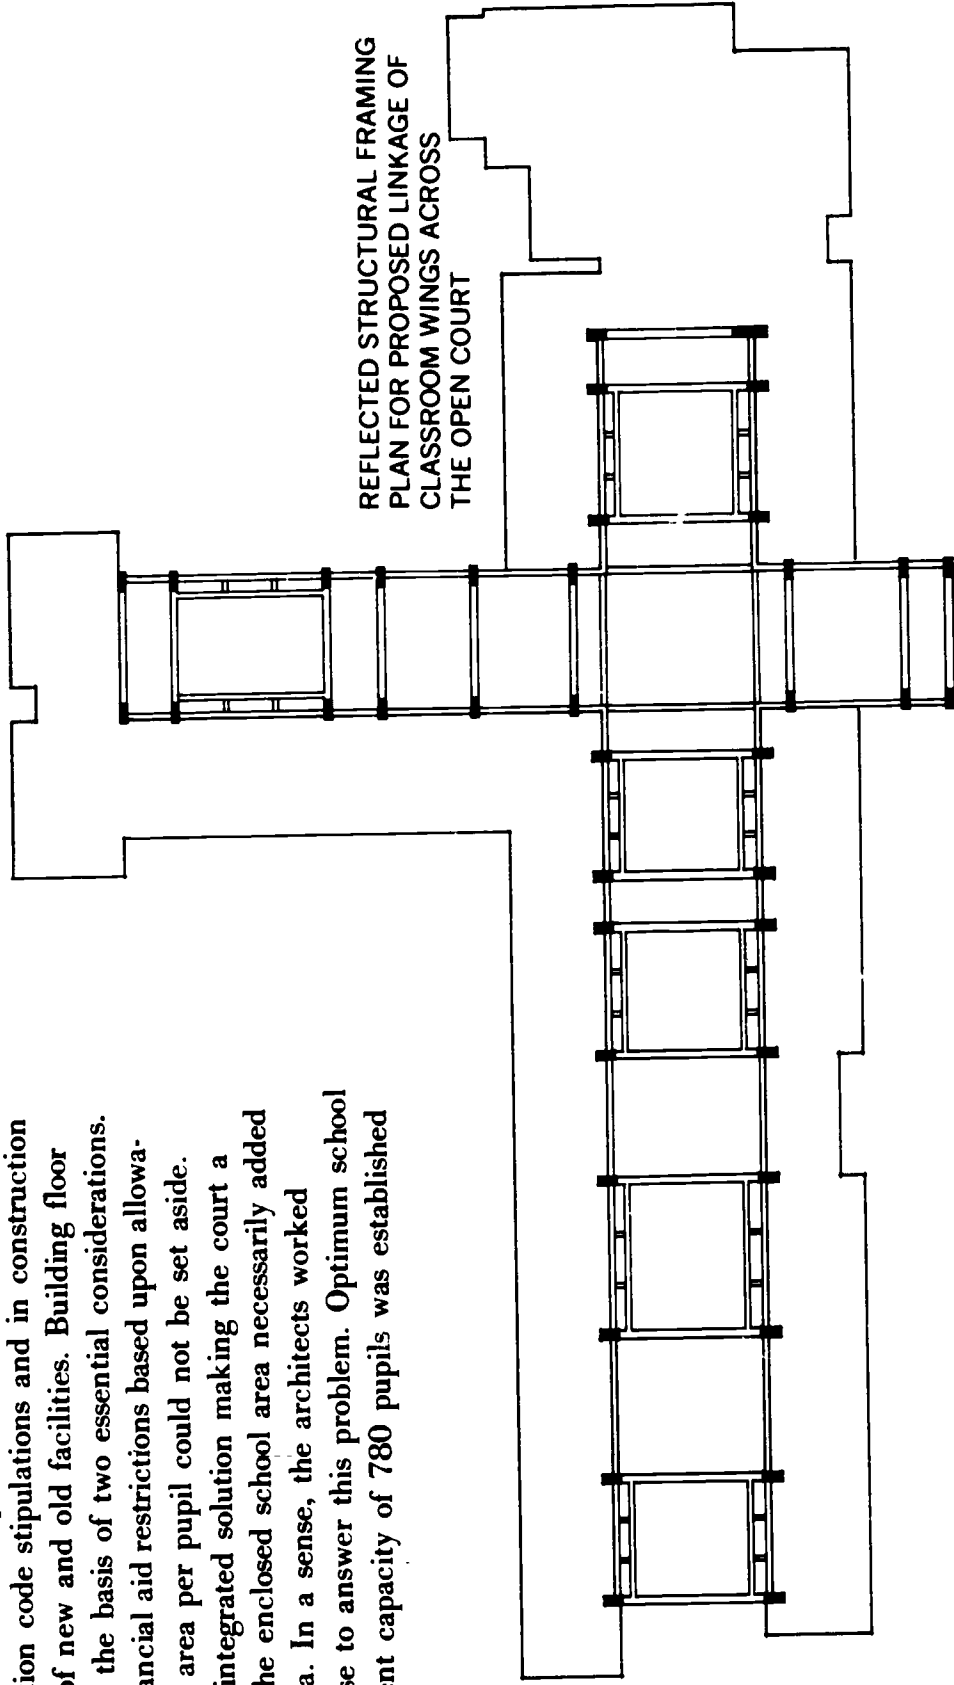 ion code stipulations and in construction
of new and old facilities. Building floor
the basis of two essential considerations.
ancial aid restrictions based upon allowa-
area per pupil could not be set aside.
integrated solution making the court a
he enclosed school area necessarily added
a. In a sense, the architects worked
se to answer this problem. Optimum school
nt capacity of 780 pupils was established
REFLECTED STRUCTURAL FRAMING
PLAN FOR PROPOSED LINKAGE OF
CLASSROOM WINGS ACROSS
THE OPEN COURT